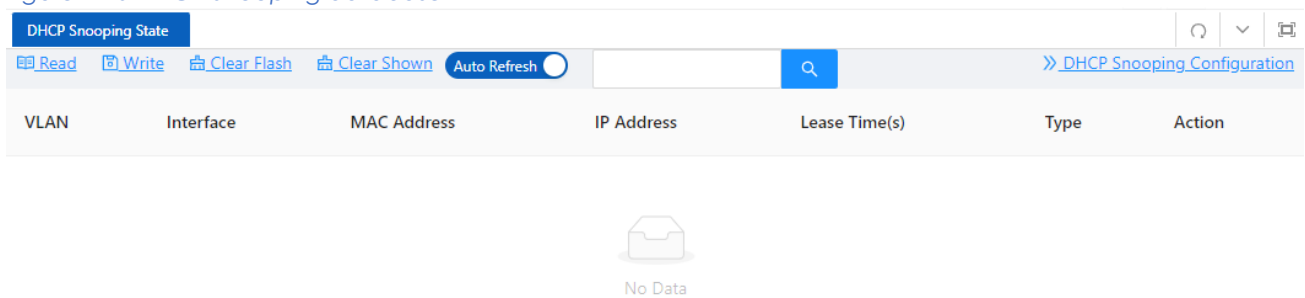 DHCP Snooping State
Read Write Clear Flash Clear Shown Auto Refresh DHCP Snooping Configuration
VLAN Interface MAC Address IP Address Lease Time(s) Type Action
No Data